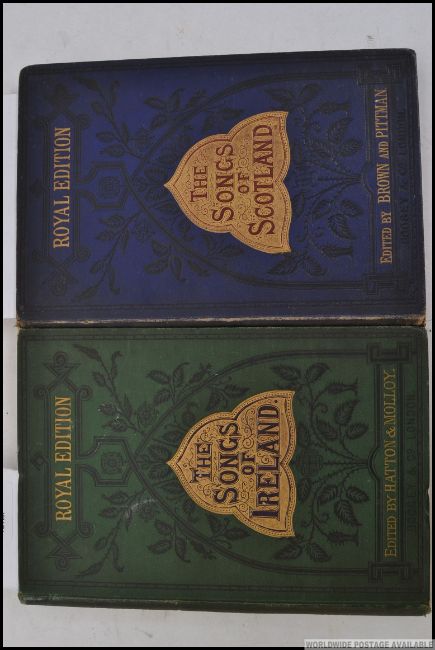 ROYAL EDITION
THE
SONGS
OF
SCOTLAND
EDITED BY BROWN AND PITTMAN
ROYAL EDITION
THE
SONGS
OF
IRELAND.
EDITED BY HATTON & MOLLOY.
WORLDWIDE POSTAGE AVAILABLE